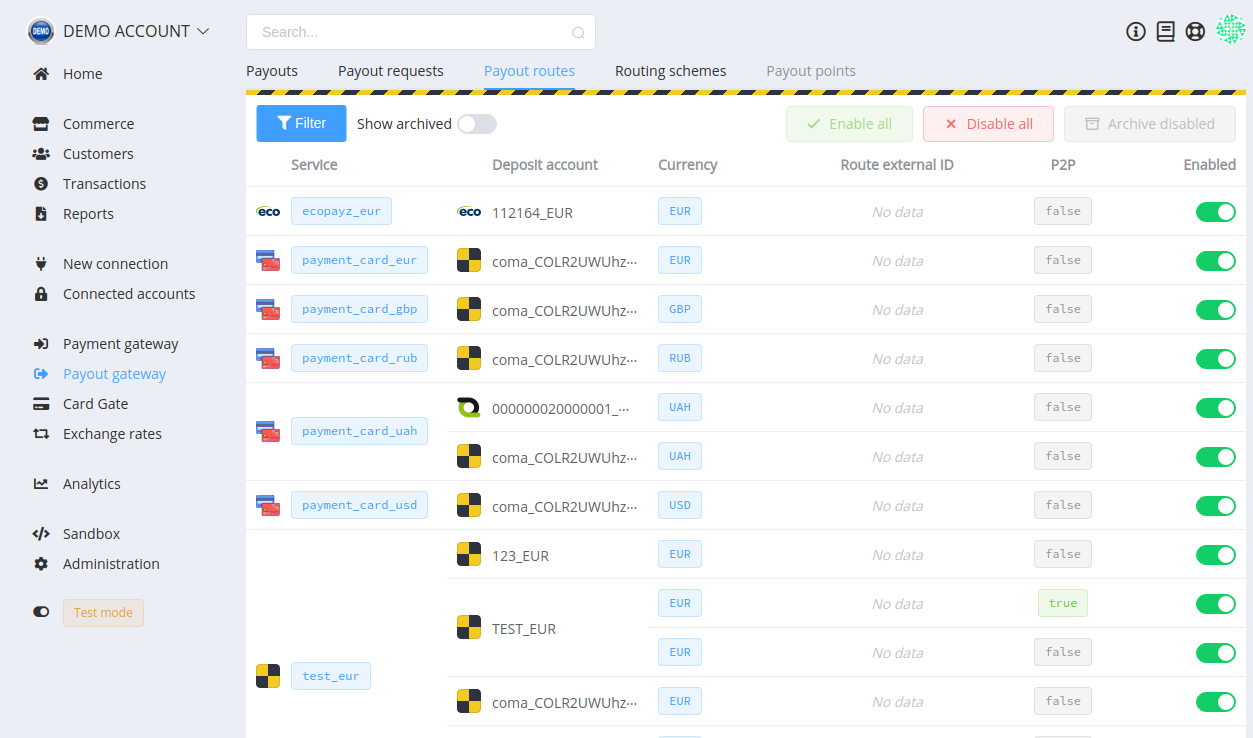 DEMO
DEMO ACCOUNT
Search...
Home
Commerce
Customers
Transactions
Reports
New connection
Connected accounts
Payment gateway
Payout gateway
Card Gate
Exchange rates
Analytics
Sandbox
Administration
Test mode
Payouts Payout requests Payout routes Routing schemes Payout points
Filter Show archived Enable all Disable all Archive disabled
Service Deposit account Currency Route external ID P2P Enabled
eco ecopayz_eur eco 112164_EUR EUR No data false
payment_card_eur coma_COLR2UWUhz... EUR No data false
payment_card_gbp coma_COLR2UWUhz... GBP No data false
payment_card_rub coma_COLR2UWUhz... RUB No data false
payment_card_uah 000000020000001_... UAH No data false
coma_COLR2UWUhz... UAH No data false
payment_card_usd coma_COLR2UWUhz... USD No data false
test_eur 123_EUR EUR No data false
TEST_EUR EUR No data true
EUR No data false
coma_COLR2UWUhz... EUR No data false